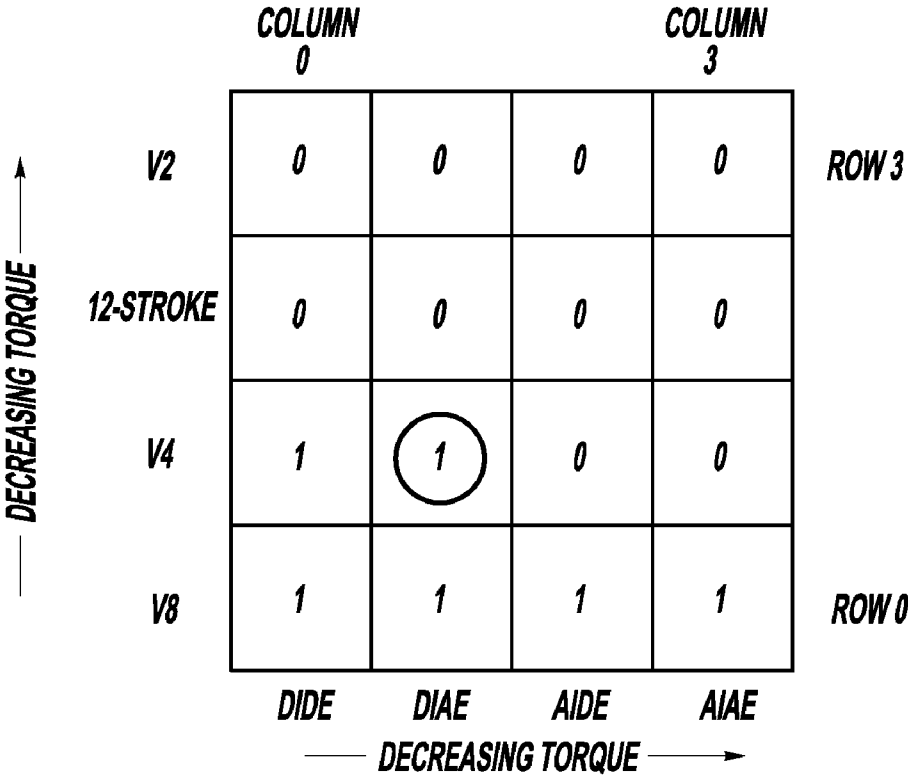 COLUMN COLUMN
0 3
V2 0 0 0 0 ROW 3
12-STROKE 0 0 0 0
V4 1 1 0 0
V8 1 1 1 1 ROW 0
DIDE DIAE AIDE AIAE
DECREASING TORQUE
DECREASING TORQUE